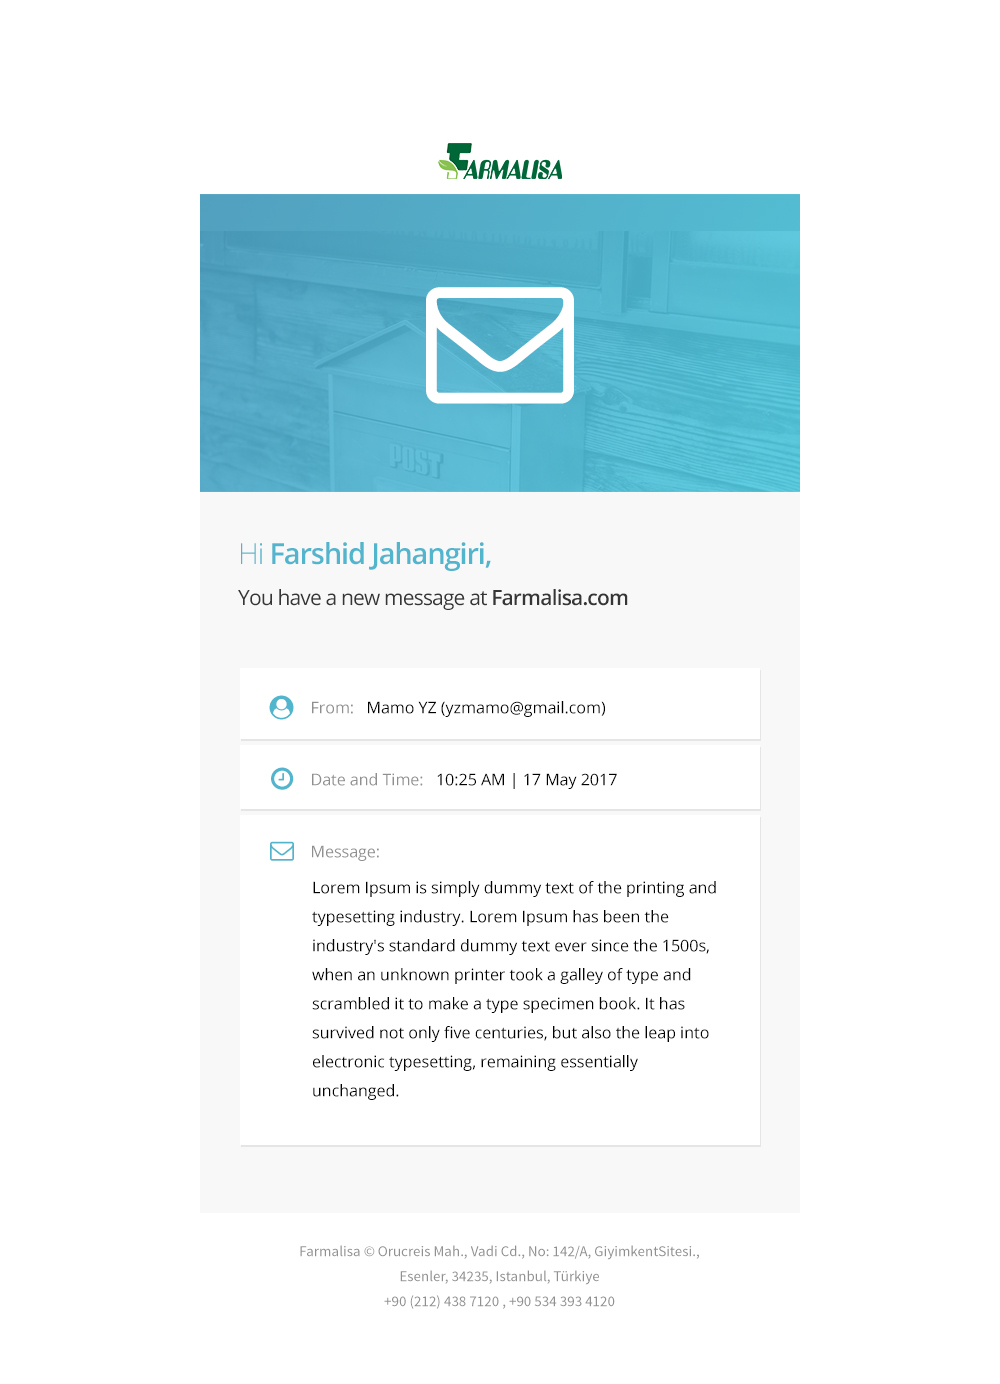 FARMALISA
POST
Hi Farshid Jahangiri,
You have a new message at Farmalisa.com
From: Mamo YZ (yzmamo@gmail.com)
Date and Time: 10:25 AM | 17 May 2017
Message:
Lorem Ipsum is simply dummy text of the printing and
typesetting industry. Lorem Ipsum has been the
industry's standard dummy text ever since the 1500s,
when an unknown printer took a galley of type and
scrambled it to make a type specimen book. It has
survived not only five centuries, but also the leap into
electronic typesetting, remaining essentially
unchanged.
Farmalisa © Orucreis Mah., Vadi Cd., No: 142/A, GiyimkentSitesi.,
Esenler, 34235, Istanbul, Türkiye
+90 (212) 438 7120 , +90 534 393 4120